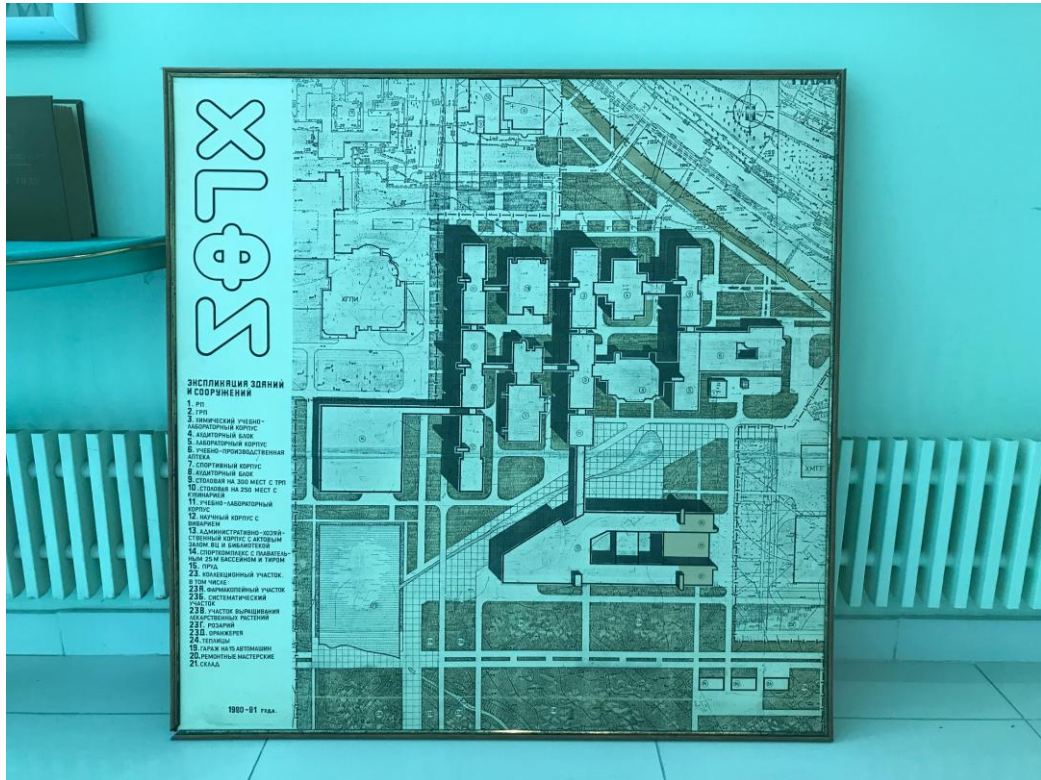 ХГФИ
ЭКСПЛИКАЦИЯ ЗДАНИЙ
И СООРУЖЕНИЙ
1. РП
2. ГРП
3. ХИМИЧЕСКИЙ УЧЕБНО-
ЛАБОРАТОРНЫЙ КОРПУС
4. АУДИТОРНЫЙ БЛОК
5. ЛАБОРАТОРНЫЙ КОРПУС
6. УЧЕБНО-ПРОИЗВОДСТВЕННАЯ
АПТЕКА
7. СПОРТИВНЫЙ КОРПУС
8. АУДИТОРНЫЙ БЛОК
9. СТОЛОВАЯ НА 300 МЕСТ С ТРП
10. СТОЛОВАЯ НА 250 МЕСТ С
КУЛИНАРИЕЙ
11. УЧЕБНО-ЛАБОРАТОРНЫЙ
КОРПУС
12. НАУЧНЫЙ КОРПУС С
ВИВАРИЕМ
13. АДМИНИСТРАТИВНО-ХОЗЯЙ-
СТВЕННЫЙ КОРПУС С АКТОВЫМ
ЗАЛОМ, ВЦ И БИБЛИОТЕКОЙ
14. СПОРТКОМПЛЕКС С ПЛАВАТЕЛЬ-
НЫМ 25 М БАССЕЙНОМ И ТИРОМ
15. ПРУД
23. КОЛЛЕКЦИОННЫЙ УЧАСТОК,
В ТОМ ЧИСЛЕ:
23А. ФАРМАКОПЕЙНЫЙ УЧАСТОК
23Б. СИСТЕМАТИЧЕСКИЙ
УЧАСТОК
23В. УЧАСТОК ВЫРАЩИВАНИЯ
ЛЕКАРСТВЕННЫХ РАСТЕНИЙ
23Г. РОЗАРИЙ
23Д. ОРАНЖЕРЕЯ
24. ТЕПЛИЦЫ
19. ГАРАЖ НА 15 АВТОМАШИН
20. РЕМОНТНЫЕ МАСТЕРСКИЕ
21. СКЛАД
1980-81 ГОДА.
ХГПИ